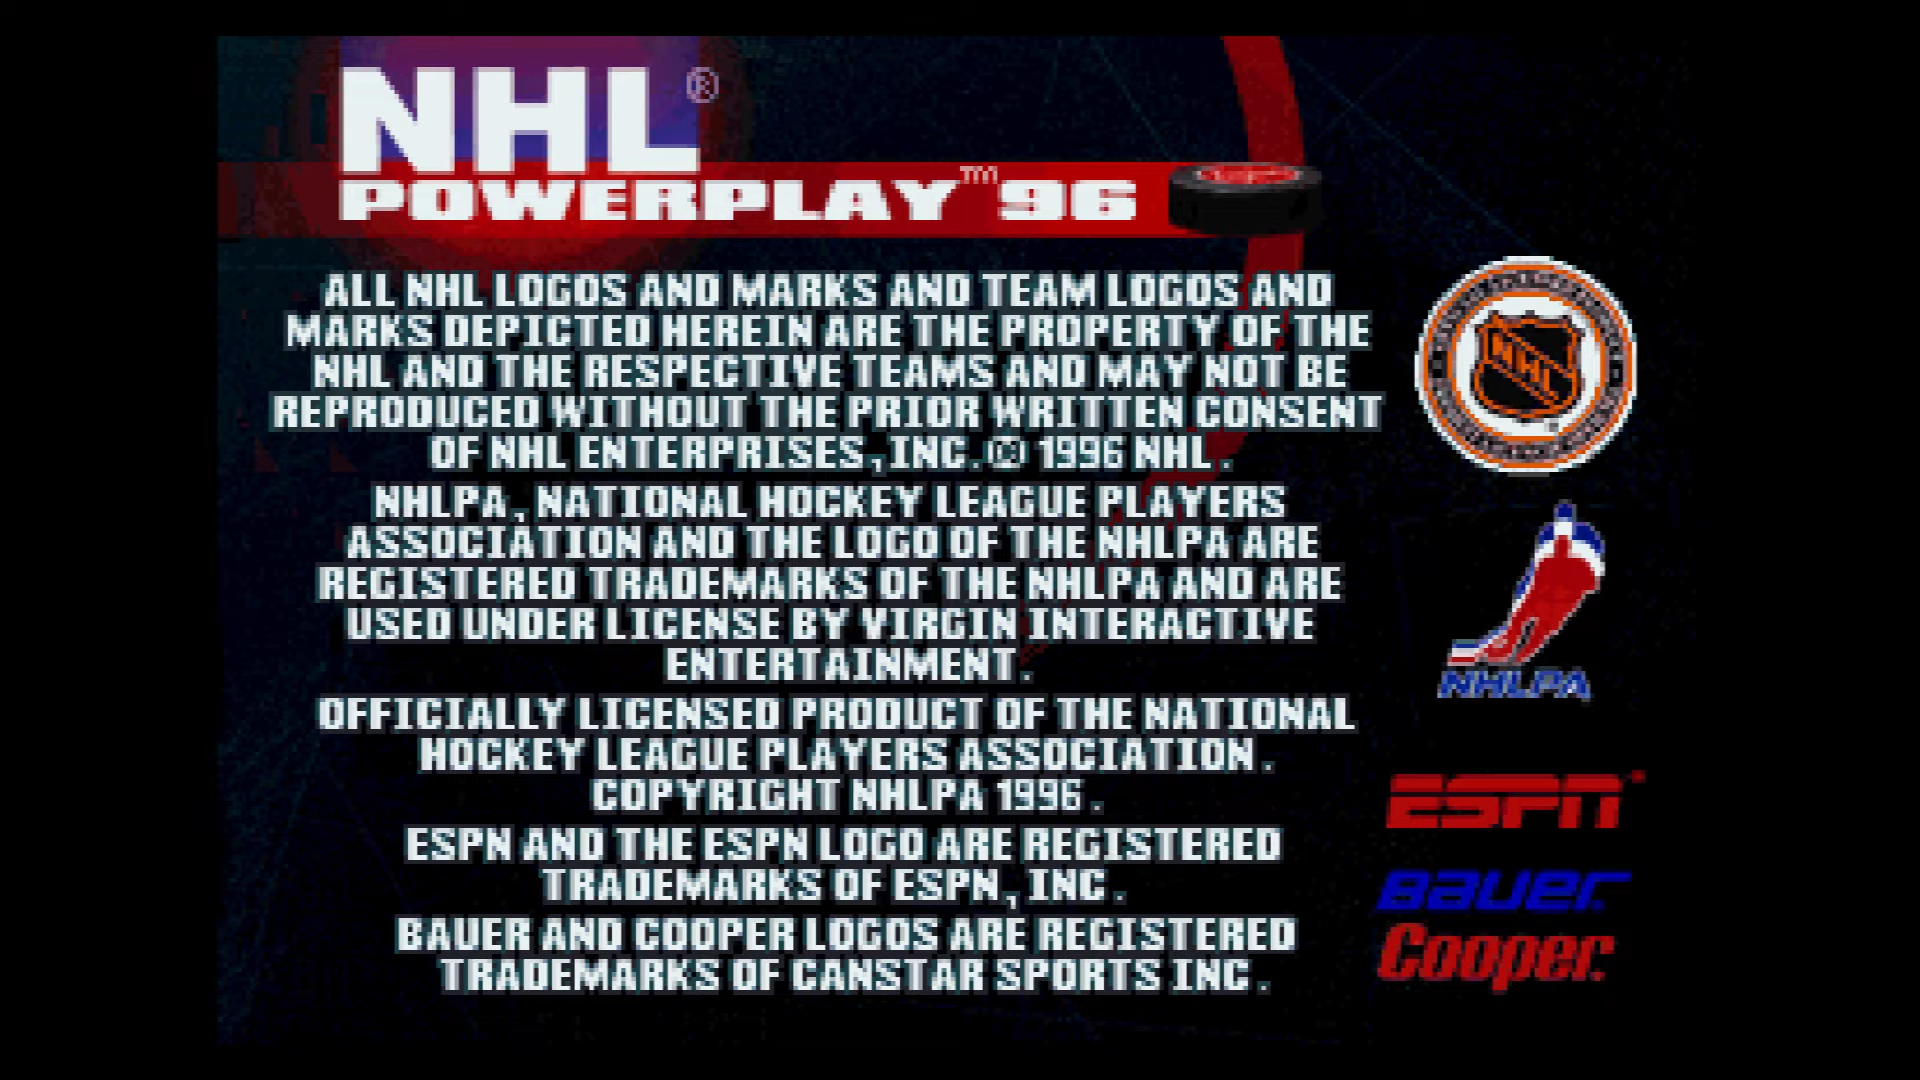 NHL®
POWERPLAY™ 96
ALL NHL LOGOS AND MARKS AND TEAM LOGOS AND
MARKS DEPICTED HEREIN ARE THE PROPERTY OF THE
NHL AND THE RESPECTIVE TEAMS AND MAY NOT BE
REPRODUCED WITHOUT THE PRIOR WRITTEN CONSENT
OF NHL ENTERPRISES, INC. © 1996 NHL.
NHLPA, NATIONAL HOCKEY LEAGUE PLAYERS
ASSOCIATION AND THE LOGO OF THE NHLPA ARE
REGISTERED TRADEMARKS OF THE NHLPA AND ARE
USED UNDER LICENSE BY VIRGIN INTERACTIVE
ENTERTAINMENT.
OFFICIALLY LICENSED PRODUCT OF THE NATIONAL
HOCKEY LEAGUE PLAYERS ASSOCIATION.
COPYRIGHT NHLPA 1996.
ESPN AND THE ESPN LOGO ARE REGISTERED
TRADEMARKS OF ESPN, INC.
BAUER AND COOPER LOGOS ARE REGISTERED
TRADEMARKS OF CANSTAR SPORTS INC.
NHL
NHLPA
ESPN
Bauer
Cooper